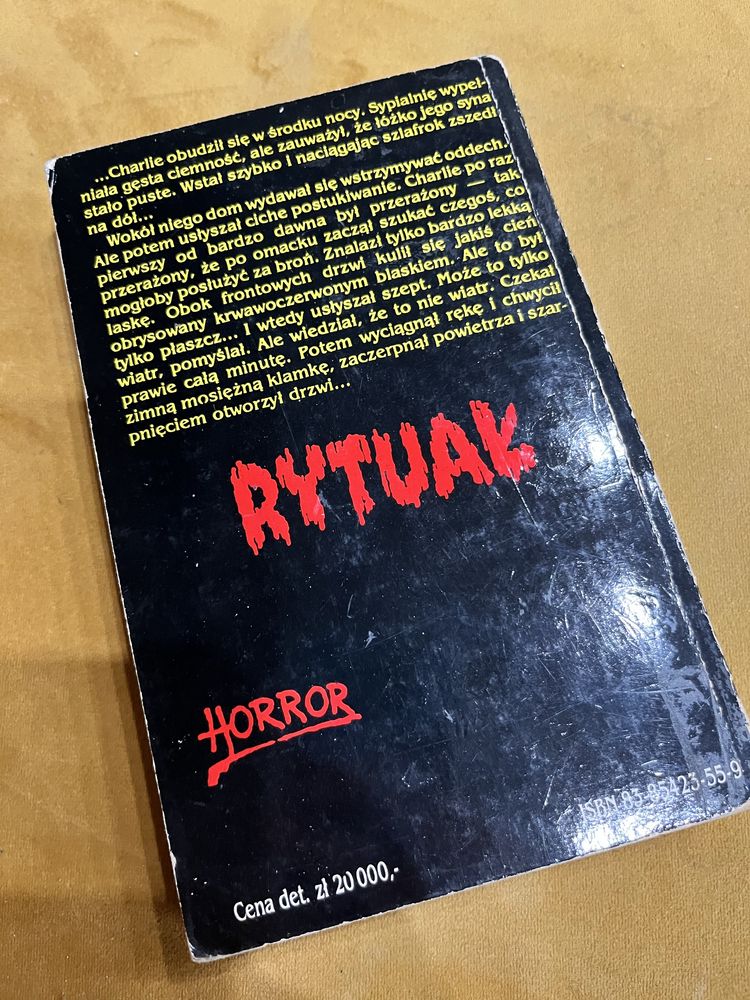 ...Charlie obudził się w środku nocy. Sypialnię wypeł-
niała gęsta ciemność, ale zauważył, że łóżko jego syna
stało puste. Wstał szybko i naciągając szlafrok zszedł
na dół...
Wokół niego dom wydawał się wstrzymywać oddech.
Ale potem usłyszał ciche postukiwanie. Charlie po raz
pierwszy od bardzo dawna był przerażony — tak
przerażony, że po omacku zaczął szukać czegoś, co
mogłoby posłużyć za broń. Znalazł tylko bardzo lekką
laskę. Obok frontowych drzwi kulił się jakiś cień
obrysowany krwawoczerwonym blaskiem. Ale to był
tylko płaszcz... I wtedy usłyszał szept. Może to tylko
wiatr, pomyślał. Ale wiedział, że to nie wiatr. Czekał
prawie całą minutę. Potem wyciągnął rękę i chwycił
zimną mosiężną klamkę, zaczerpnął powietrza i szar-
pnięciem otworzył drzwi...
RYTUAŁ
HORROR
ISBN 83-85423-55-9
Cena det. zł 20 000,-